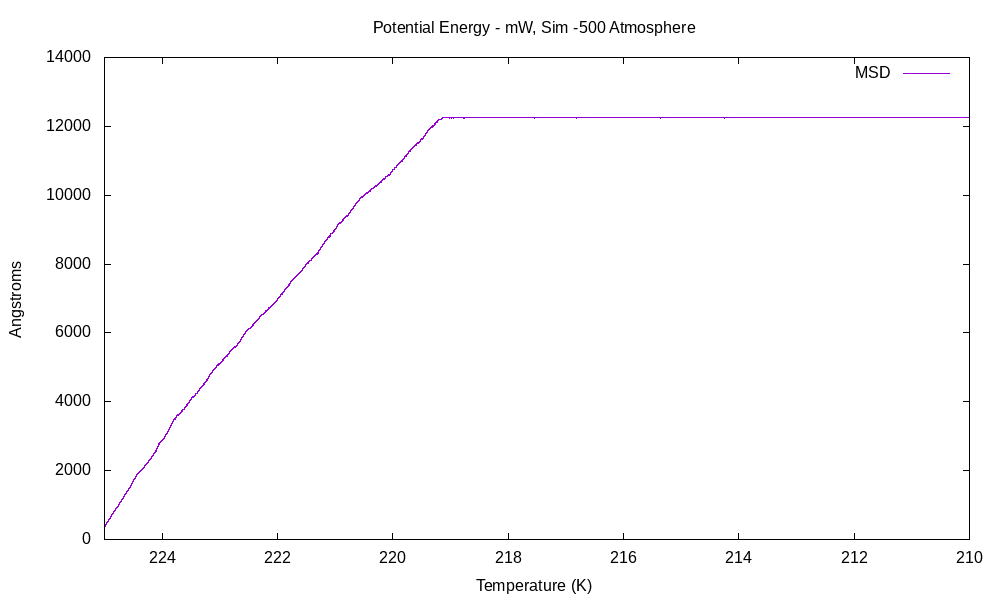 Potential Energy - mW, Sim -500 Atmosphere
MSD
14000
12000
10000
8000
6000
4000
2000
0
Angstroms
224 222 220 218 216 214 212 210
Temperature (K)